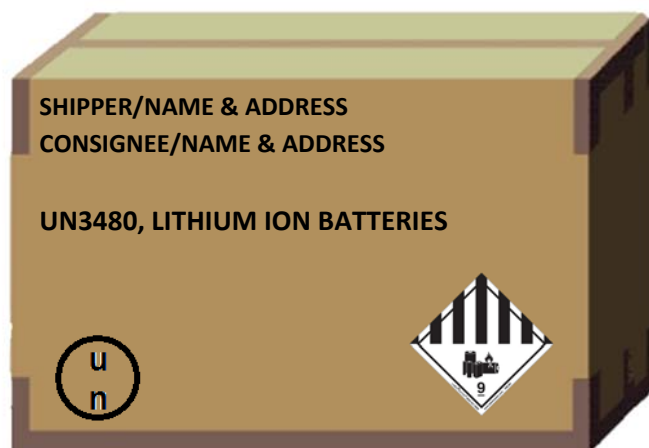 SHIPPER/NAME & ADDRESS
CONSIGNEE/NAME & ADDRESS
UN3480, LITHIUM ION BATTERIES
u
n
9